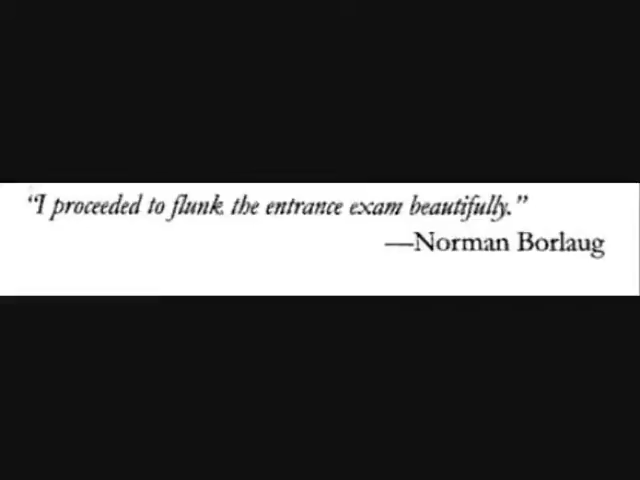 “I proceeded to flunk the entrance exam beautifully.”
—Norman Borlaug